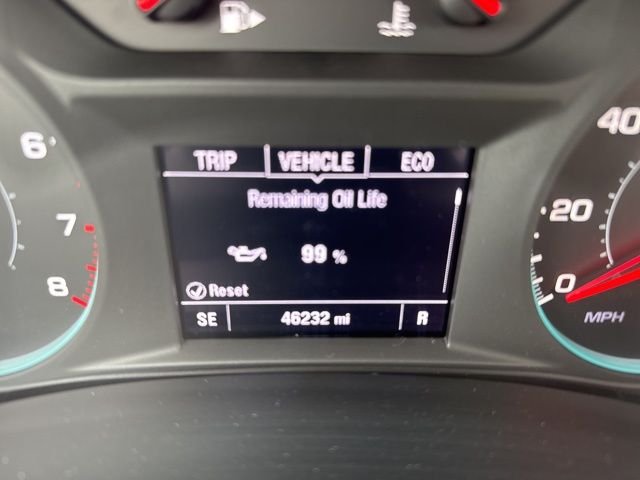 TRIP VEHICLE ECO
Remaining Oil Life
99 %
Reset
SE 46232 mi R
6
7
8
40
20
0
MPH